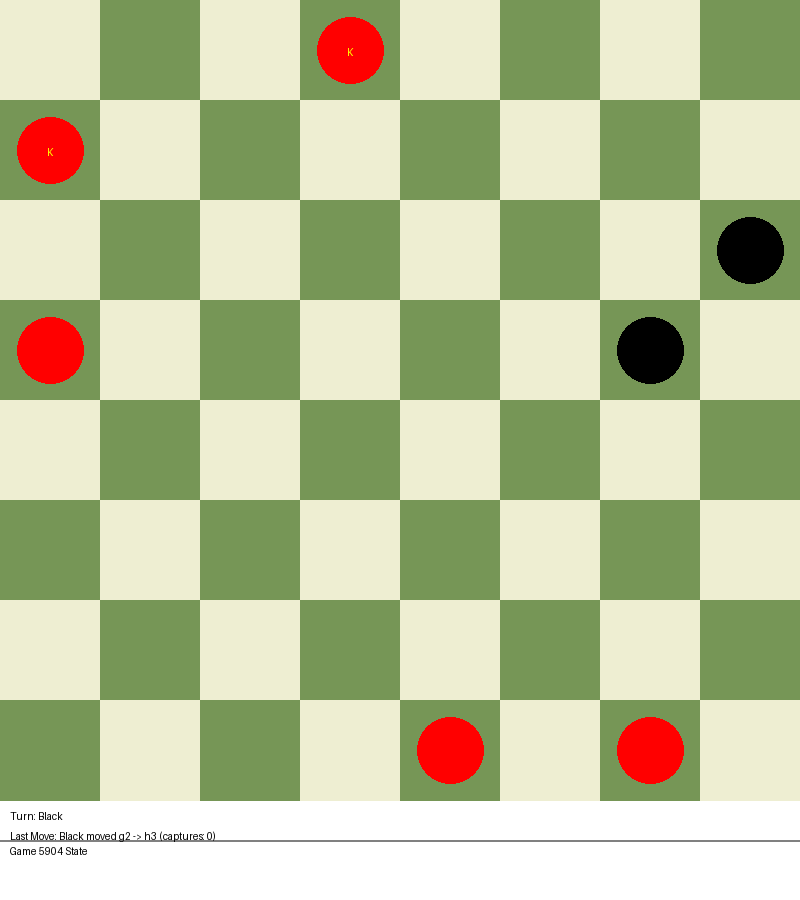 K
K
Turn: Black
Last Move: Black moved g2 -> h3 (captures: 0)
Game 5904 State